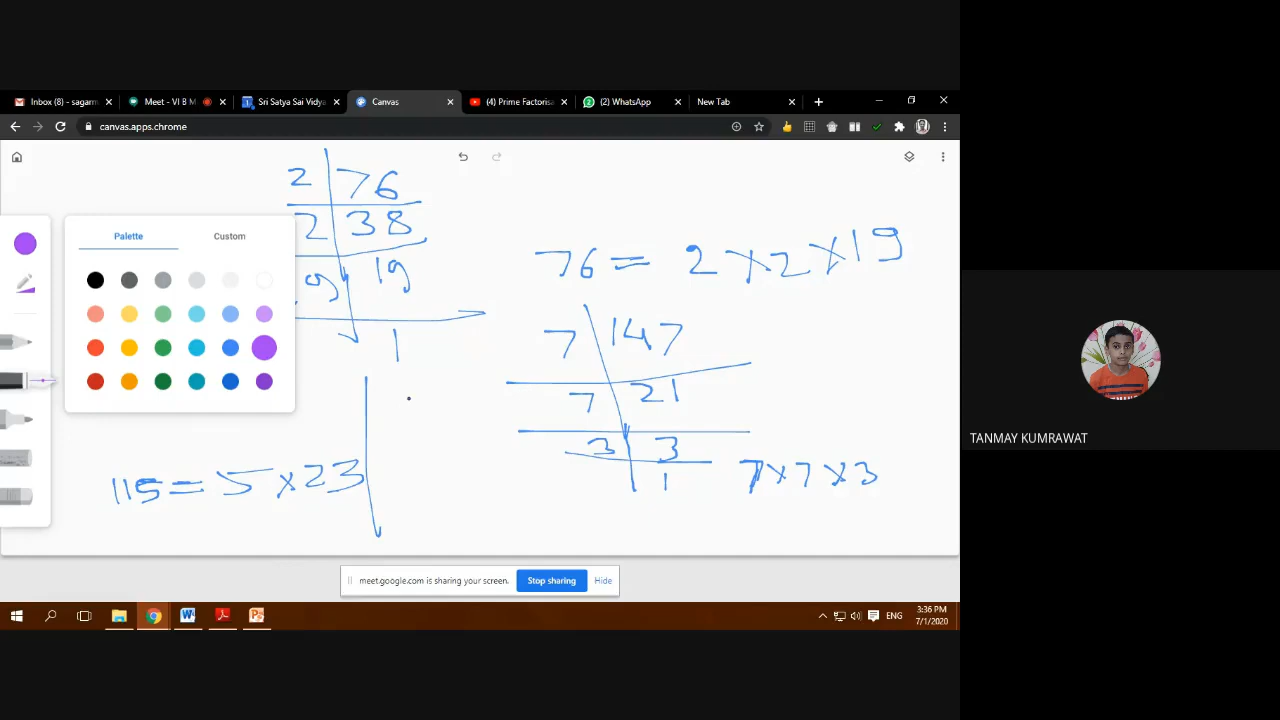 Inbox (8) - sagarm
Meet - VI B M
Sri Satya Sai Vidya
Canvas
(4) Prime Factorisa
(2) WhatsApp
New Tab
canvas.apps.chrome
Palette
Custom
2 76
2 38
19 19
1
76 = 2 × 2 × 19
7 147
7 21
3 3
1
7 × 7 × 3
115 = 5 × 23
meet.google.com is sharing your screen.
Stop sharing
Hide
TANMAY KUMRAWAT
ENG
3:36 PM
7/1/2020